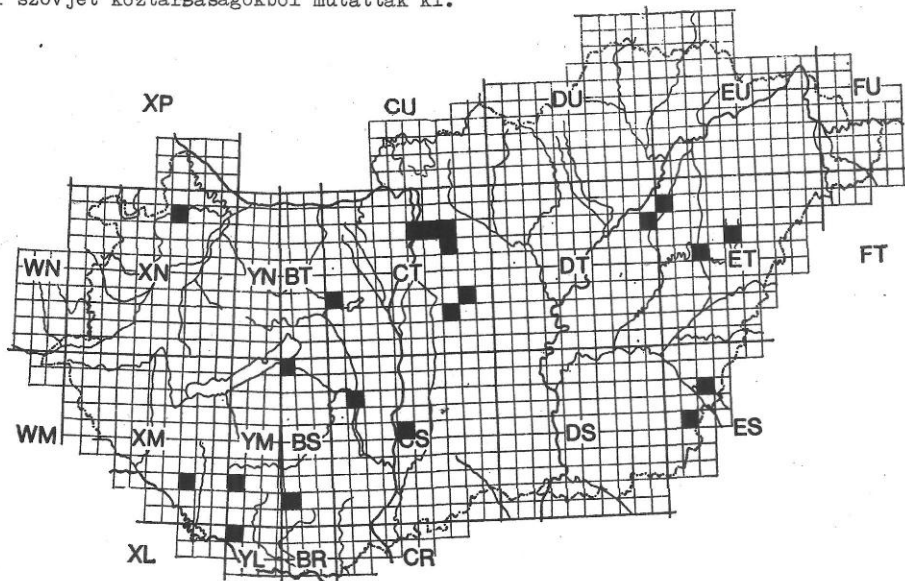 szovjet köztársaságokból mutatták ki.
XP CU DU EU FU
WN XN YN BT CT DT ET FT
WM XM YM BS CS DS ES
XL YL BR CR